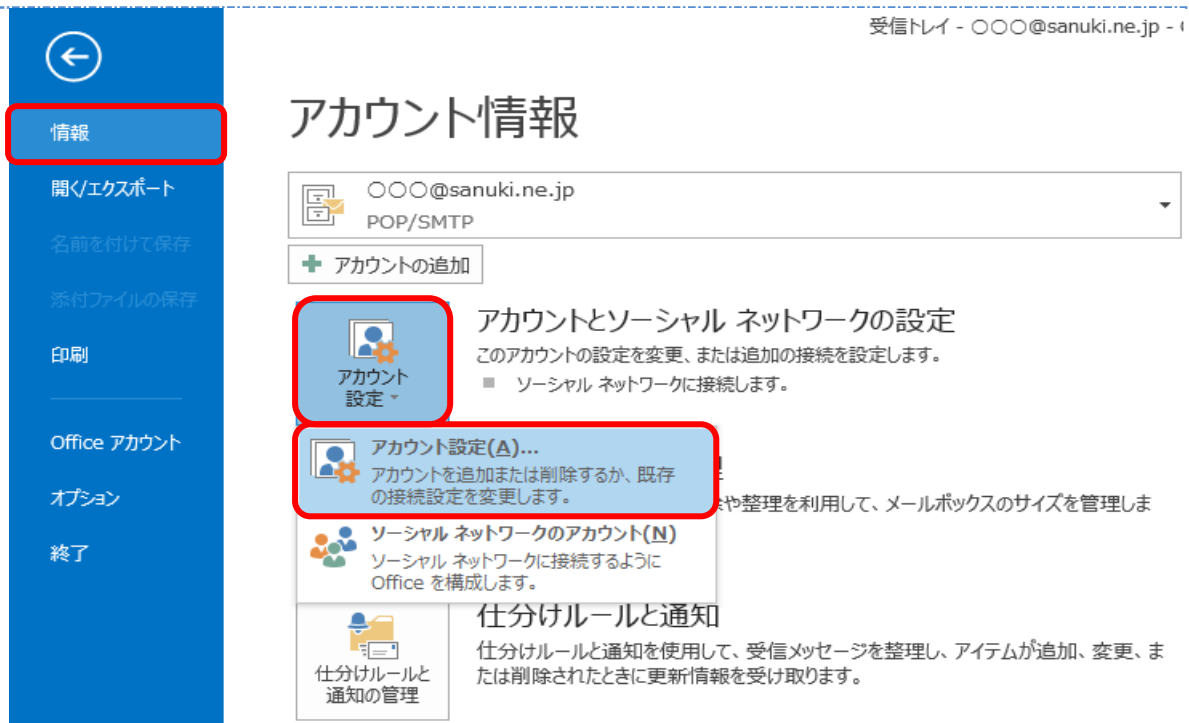 受信トレイ - ○○○@sanuki.ne.jp -
情報
開く/エクスポート
名前を付けて保存
添付ファイルの保存
印刷
Office アカウント
オプション
終了
アカウント情報
○○○@sanuki.ne.jp
POP/SMTP
アカウントの追加
アカウント
設定
アカウントとソーシャル ネットワークの設定
このアカウントの設定を変更、または追加の接続を設定します。
ソーシャル ネットワークに接続します。
アカウント設定(A)...
アカウントを追加または削除するか、既存
の接続設定を変更します。
や整理を利用して、メールボックスのサイズを管理しま
ソーシャル ネットワークのアカウント(N)
ソーシャル ネットワークに接続するように
Office を構成します。
仕分けルールと
通知の管理
仕分けルールと通知
仕分けルールと通知を使用して、受信メッセージを整理し、アイテムが追加、変更、ま
たは削除されたときに更新情報を受け取ります。